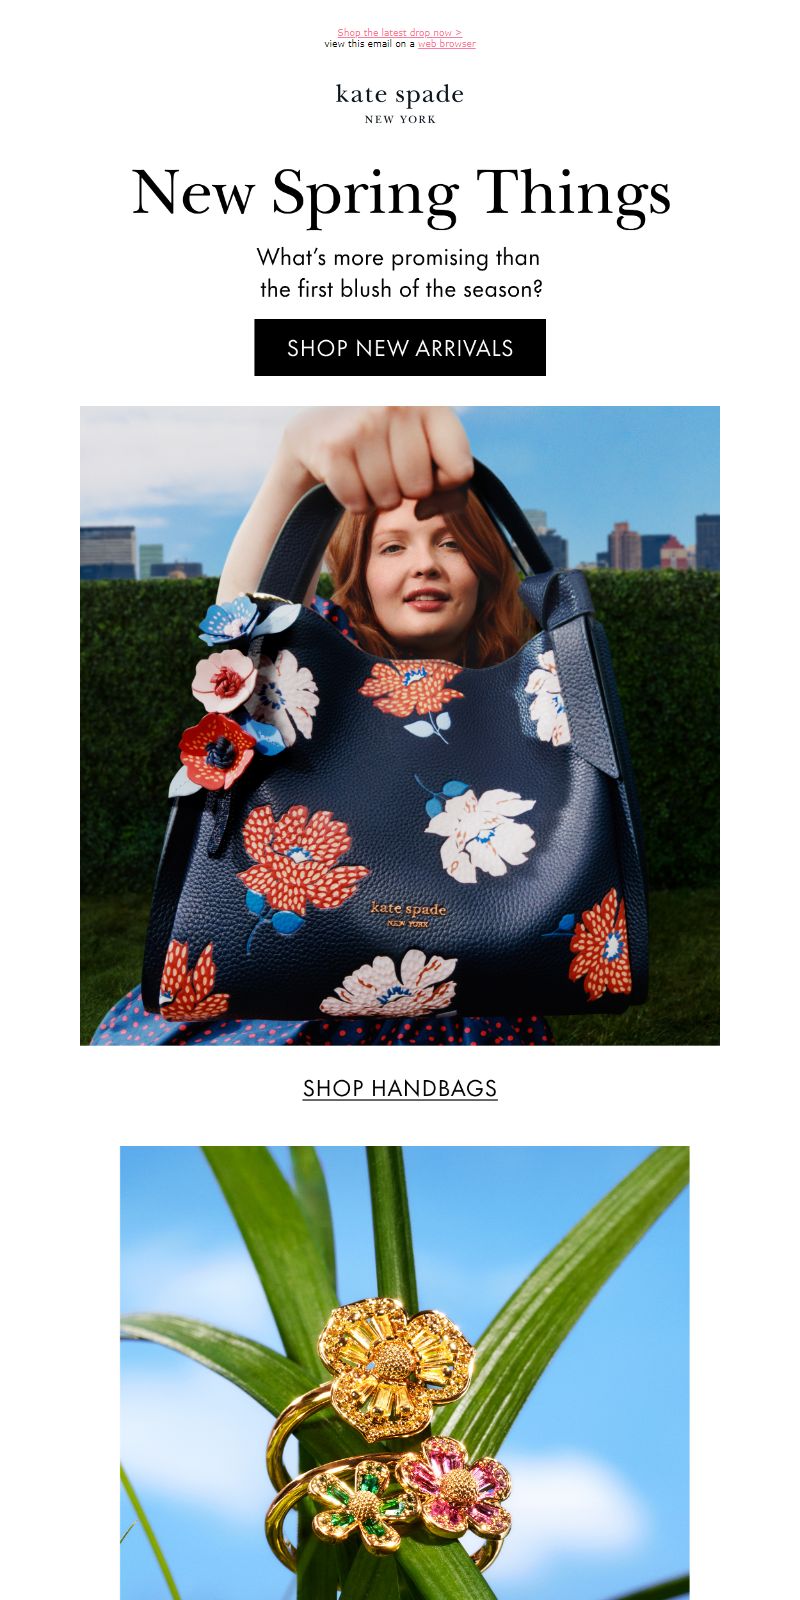 Shop the latest drop now >
view this email on a web browser
kate spade
NEW YORK
New Spring Things
What’s more promising than
the first blush of the season?
SHOP NEW ARRIVALS
kate spade
NEW YORK
SHOP HANDBAGS